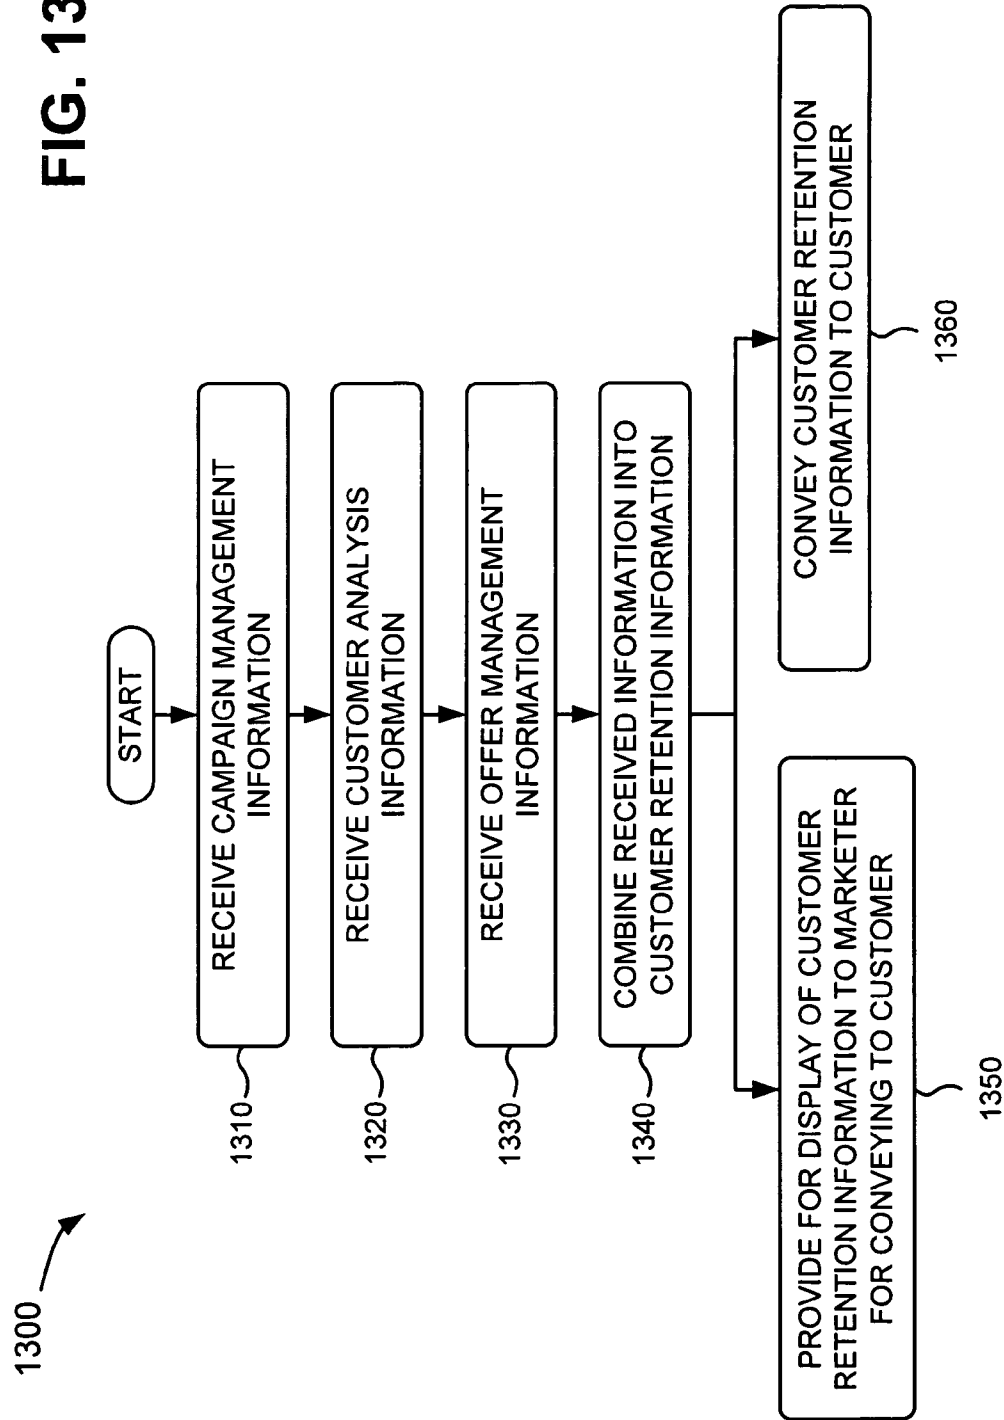 FIG. 13
1300
START
RECEIVE CAMPAIGN MANAGEMENT
INFORMATION
1310
RECEIVE CUSTOMER ANALYSIS
INFORMATION
1320
RECEIVE OFFER MANAGEMENT
INFORMATION
1330
COMBINE RECEIVED INFORMATION INTO
CUSTOMER RETENTION INFORMATION
1340
PROVIDE FOR DISPLAY OF CUSTOMER
RETENTION INFORMATION TO MARKETER
FOR CONVEYING TO CUSTOMER
1350
CONVEY CUSTOMER RETENTION
INFORMATION TO CUSTOMER
1360